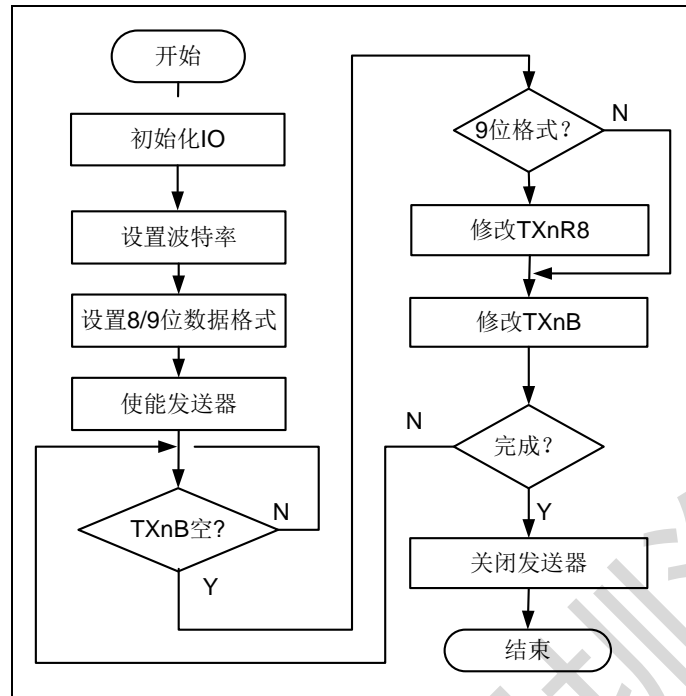 开始
初始化IO
设置波特率
设置8/9位数据格式
使能发送器
TXnB空?
N
Y
9位格式？
N
修改TXnR8
修改TXnB
完成？
N
Y
关闭发送器
结束